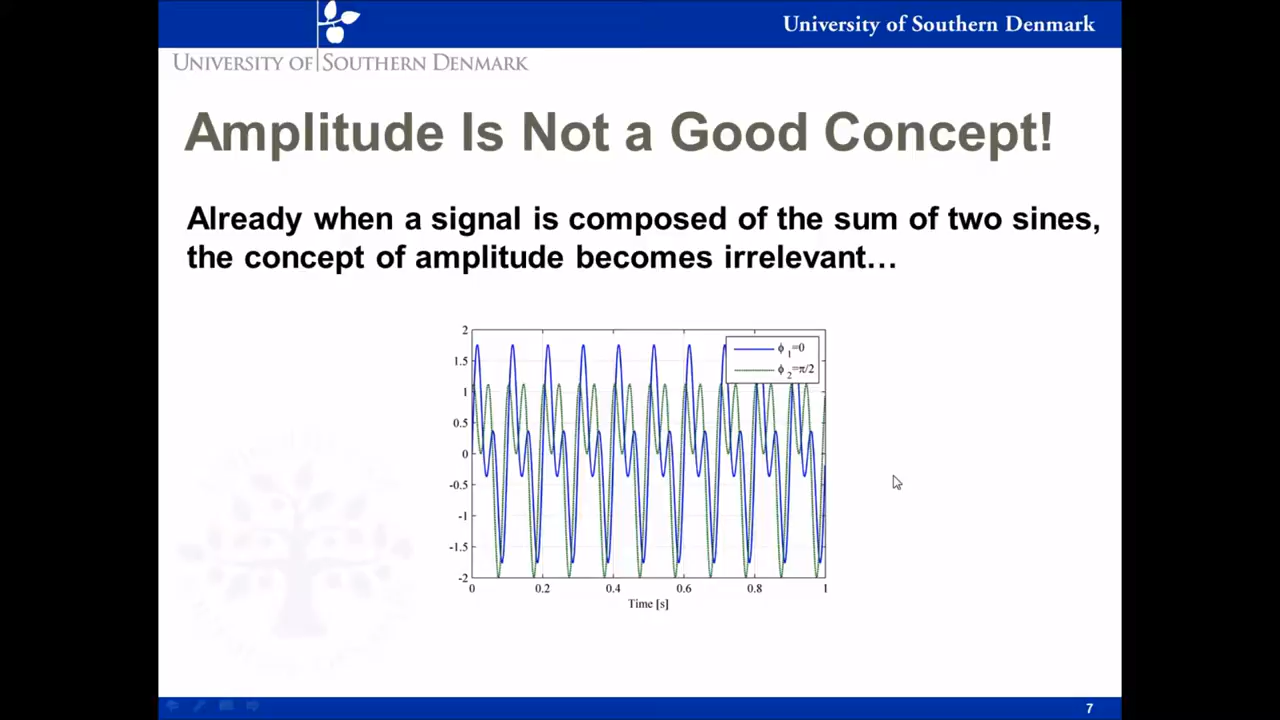 University of Southern Denmark
UNIVERSITY OF SOUTHERN DENMARK
Amplitude Is Not a Good Concept!
Already when a signal is composed of the sum of two sines,
the concept of amplitude becomes irrelevant…
2
1.5
1
0.5
0
-0.5
-1
-1.5
-2
ϕ1=0
ϕ2=π/2
0 0.2 0.4 0.6 0.8 1
Time [s]
7